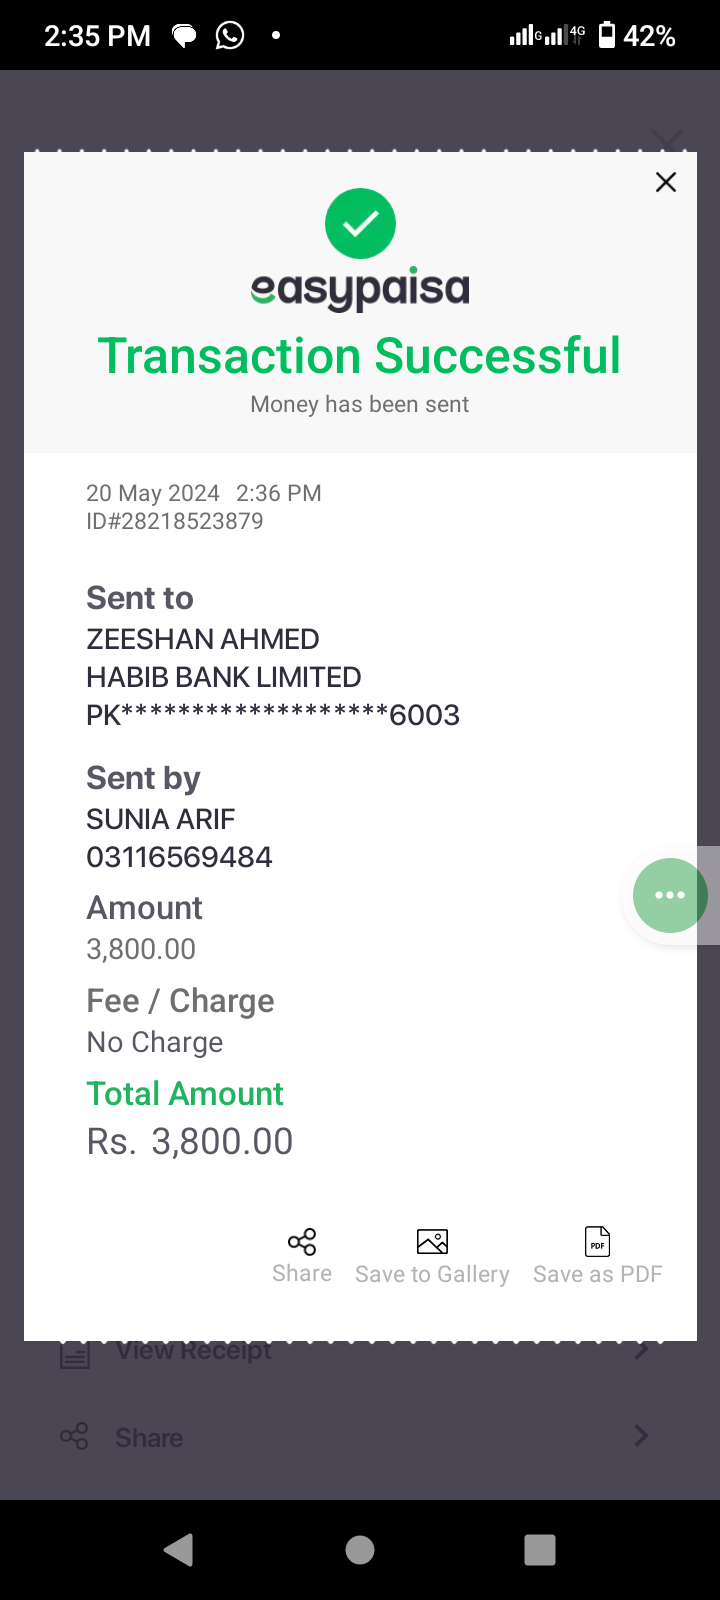 2:35 PM
G 4G 42%
easypaisa
Transaction Successful
Money has been sent
20 May 2024 2:36 PM
ID#28218523879
Sent to
ZEESHAN AHMED
HABIB BANK LIMITED
PK*******************6003
Sent by
SUNIA ARIF
03116569484
Amount
3,800.00
Fee / Charge
No Charge
Total Amount
Rs. 3,800.00
PDF
Share Save to Gallery Save as PDF
View Receipt
Share